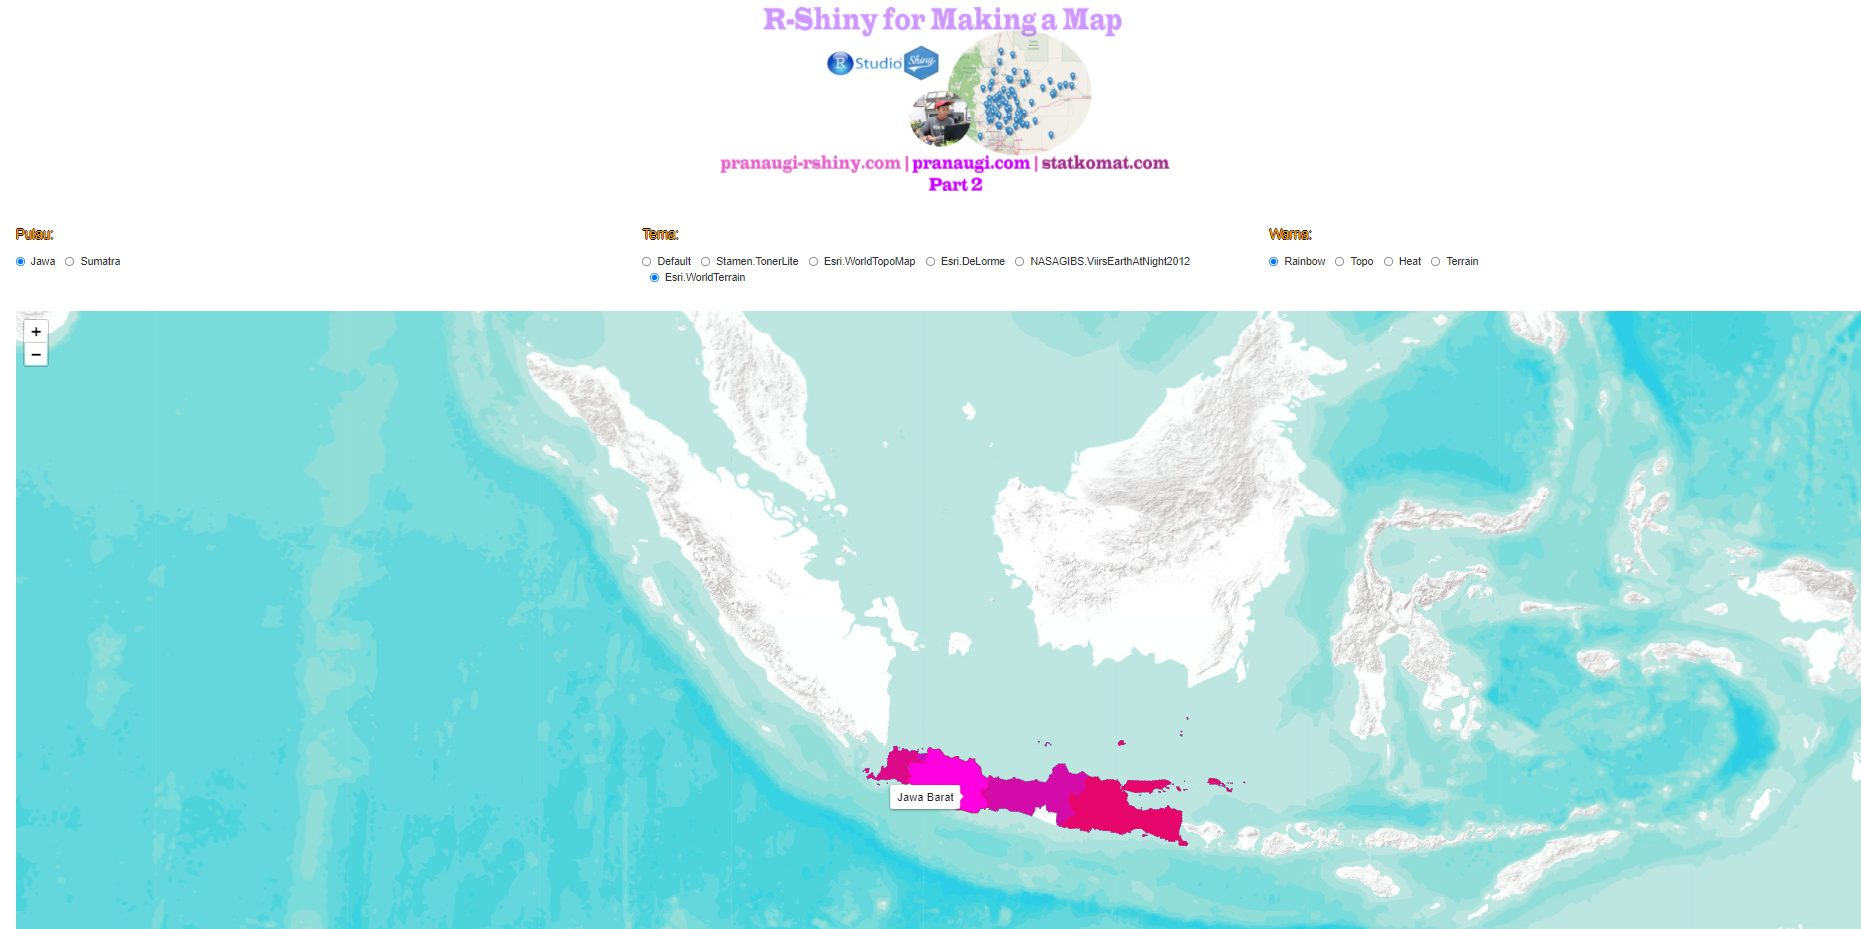 R-Shiny for Making a Map
R Studio Shiny
pranaugi-rshiny.com | pranaugi.com | statkomat.com
Part 2
Pulau: Tema: Warna:
Jawa Sumatra Default Stamen.TonerLite Esri.WorldTopoMap Esri.DeLorme NASAGIBS.ViirsEarthAtNight2012 Rainbow Topo Heat Terrain
Esri.WorldTerrain
+
−
Jawa Barat